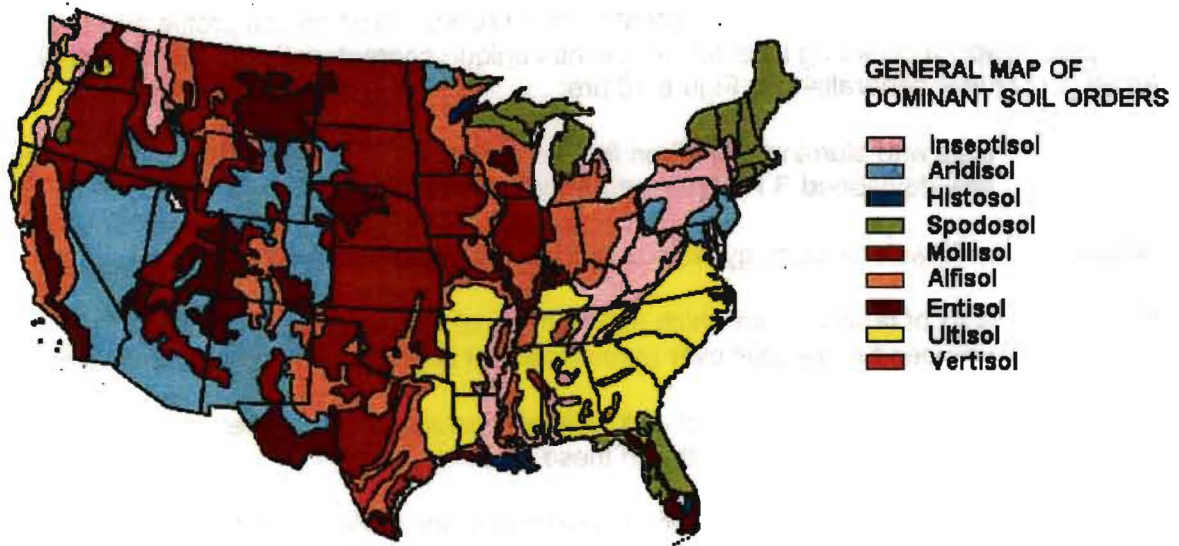 GENERAL MAP OF
DOMINANT SOIL ORDERS
Inseptisol
Aridisol
Histosol
Spodosol
Mollisol
Alfisol
Entisol
Ultisol
Vertisol